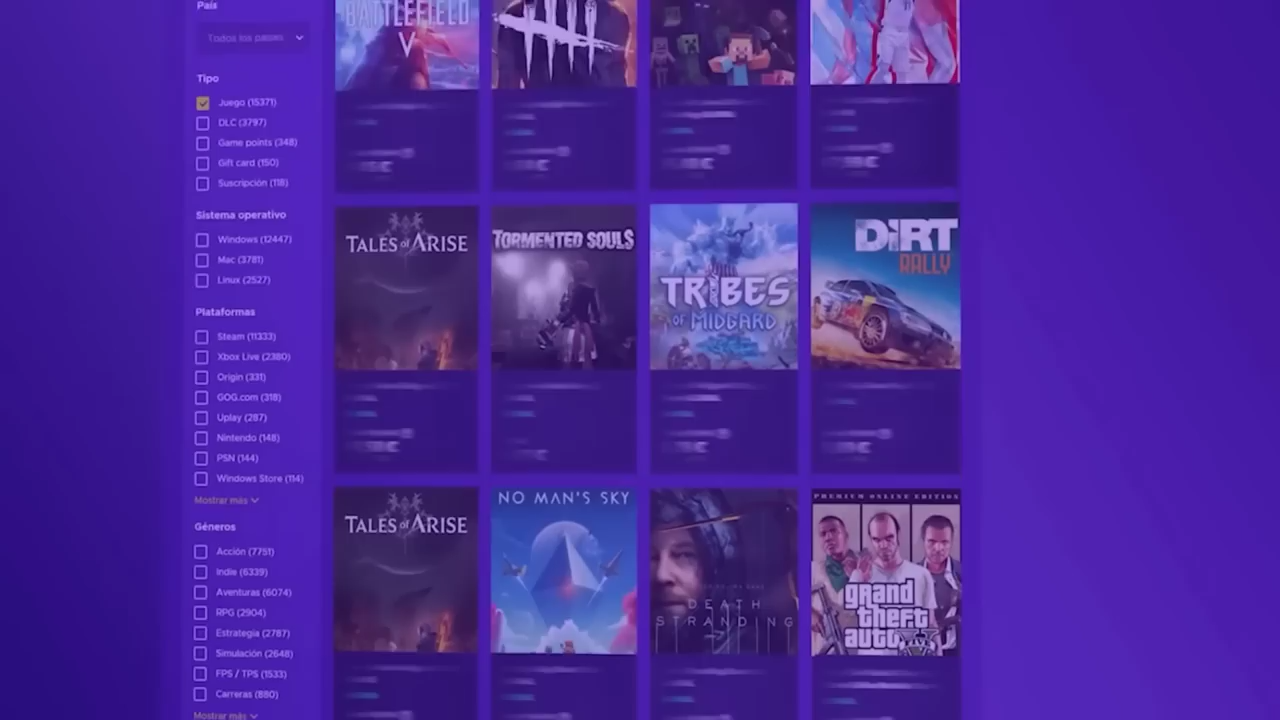 País
Todos los países
Tipo
Juego (15371)
DLC (3797)
Game points (348)
Gift card (150)
Suscripción (118)
Sistema operativo
Windows (12447)
Mac (3781)
Linux (2527)
Plataformas
Steam (11333)
Xbox Live (2380)
Origin (331)
GOG.com (318)
Uplay (287)
Nintendo (148)
PSN (144)
Windows Store (114)
Mostrar más
Géneros
Acción (7751)
Indie (6339)
Aventuras (6074)
RPG (2904)
Estrategia (2787)
Simulación (2648)
FPS / TPS (1533)
Carreras (880)
Mostrar más
BATTLEFIELD
V
TALES of ARISE
TORMENTED SOULS
TRIBES
OF MIDGARD
DiRT
RALLY
TALES of ARISE
NO MAN'S SKY
DEATH
STRANDING
PREMIUM ONLINE EDITION
grand
theft
auto V